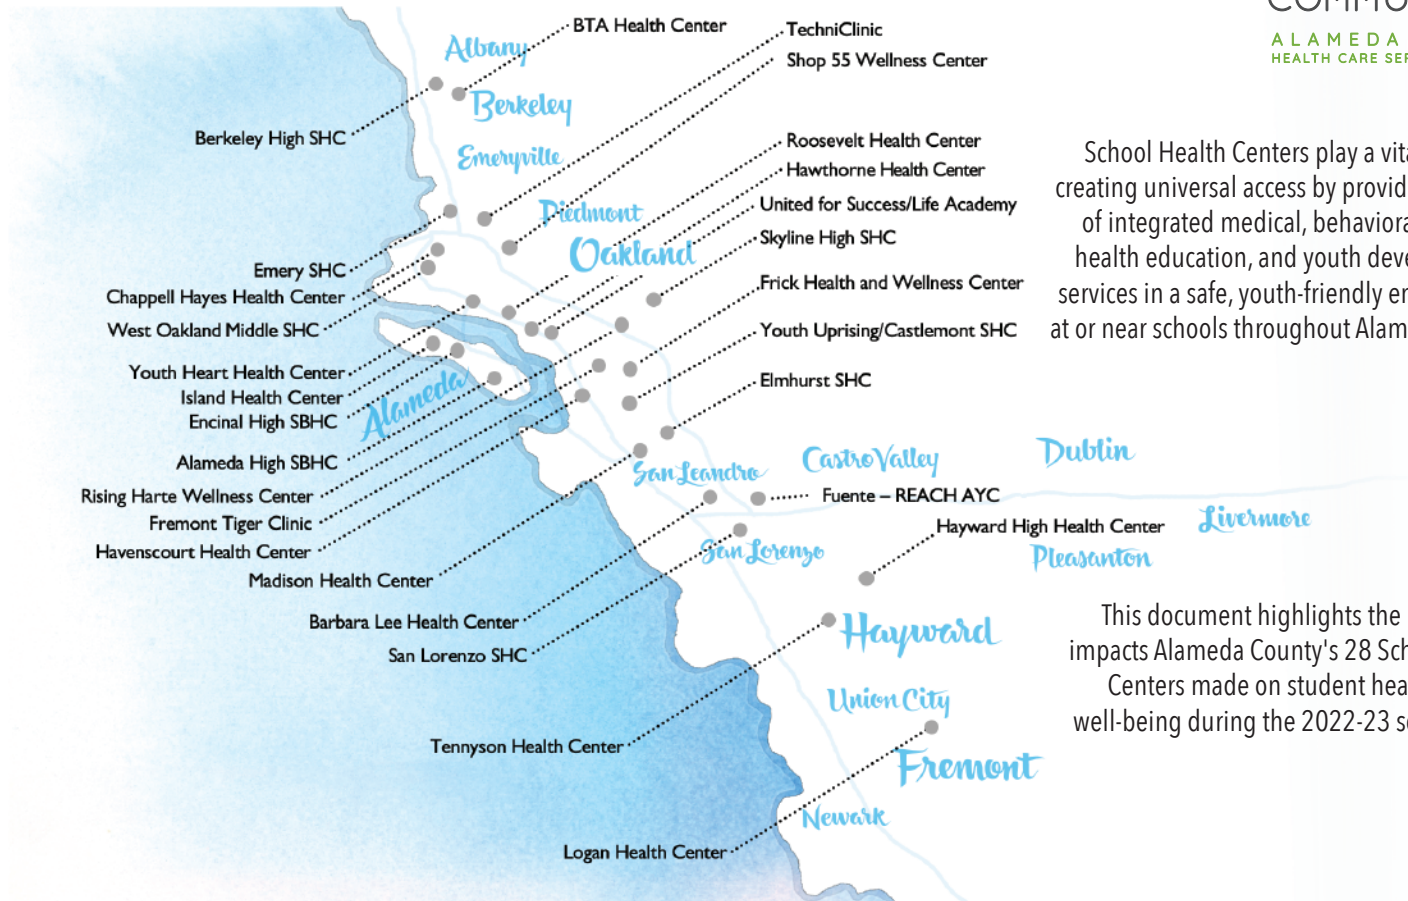 COMMU
ALAMEDA
HEALTH CARE SER
BTA Health Center
TechniClinic
Albany
Shop 55 Wellness Center
Berkeley
Berkeley High SHC
Roosevelt Health Center
Emeryville
Hawthorne Health Center
United for Success/Life Academy
Piedmont
Skyline High SHC
Oakland
Emery SHC
Frick Health and Wellness Center
Chappell Hayes Health Center
West Oakland Middle SHC
Youth Uprising/Castlemont SHC
Youth Heart Health Center
Elmhurst SHC
Island Health Center
Alameda
Encinal High SBHC
Alameda High SBHC
San Leandro
Castro Valley
Dublin
Rising Harte Wellness Center
Fuente – REACH AYC
Fremont Tiger Clinic
Hayward High Health Center
Livermore
Havenscourt Health Center
San Lorenzo
Pleasanton
Madison Health Center
Barbara Lee Health Center
Hayward
San Lorenzo SHC
Union City
Tennyson Health Center
Fremont
Newark
Logan Health Center
School Health Centers play a vita
creating universal access by provid
of integrated medical, behaviora
health education, and youth deve
services in a safe, youth-friendly en
at or near schools throughout Alam
This document highlights the
impacts Alameda County's 28 Sch
Centers made on student hea
well-being during the 2022-23 s